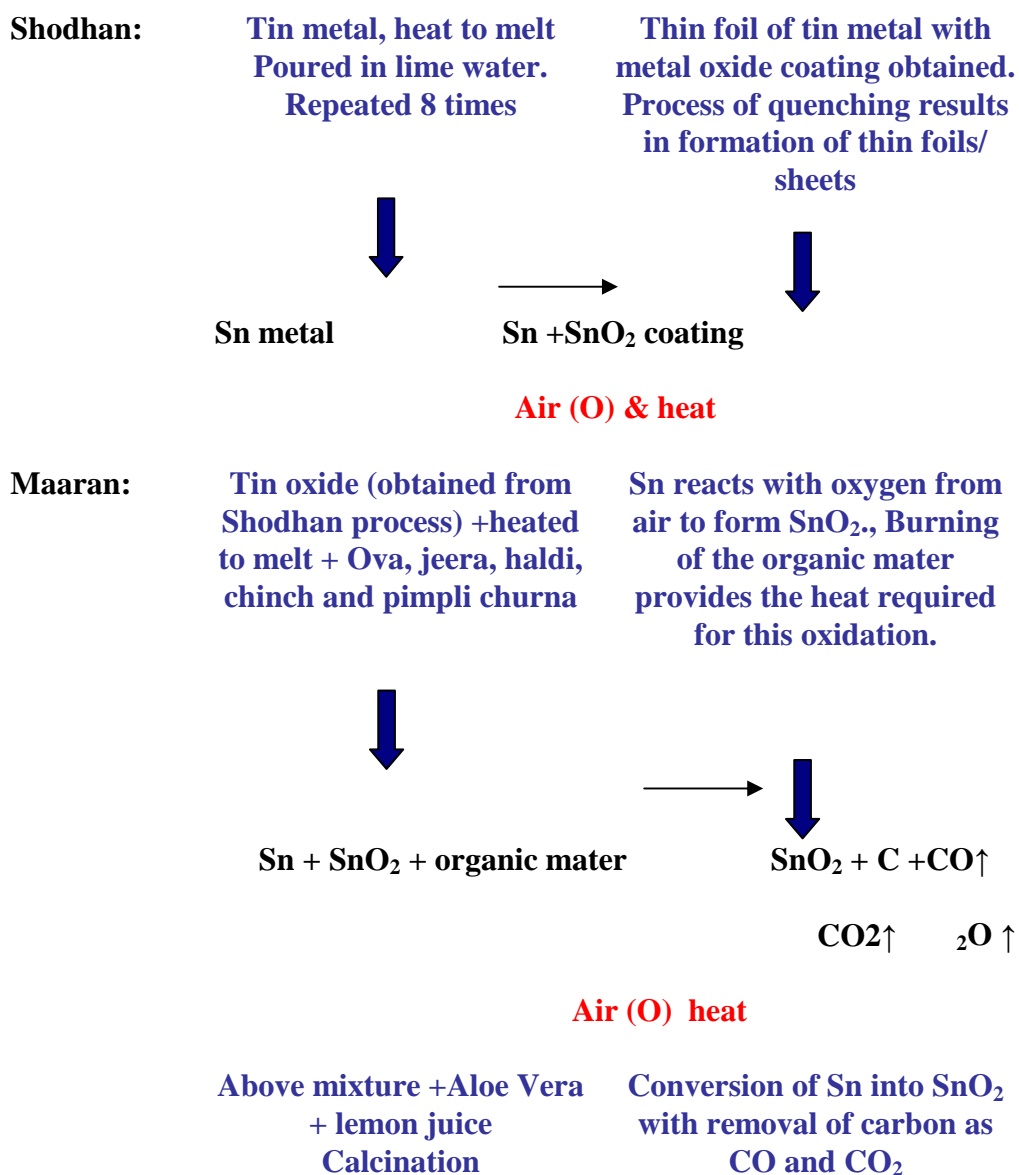 Shodhan:
Tin metal, heat to melt
Poured in lime water.
Repeated 8 times
Thin foil of tin metal with
metal oxide coating obtained.
Process of quenching results
in formation of thin foils/
sheets
Sn metal
Sn +SnO₂ coating
Air (O) & heat
Maaran:
Tin oxide (obtained from
Shodhan process) +heated
to melt + Ova, jeera, haldi,
chinch and pimpli churna
Sn reacts with oxygen from
air to form SnO₂., Burning
of the organic mater
provides the heat required
for this oxidation.
Sn + SnO₂ + organic mater
SnO₂ + C +CO↑
CO2↑ ₂O ↑
Air (O) heat
Above mixture +Aloe Vera
+ lemon juice
Calcination
Conversion of Sn into SnO₂
with removal of carbon as
CO and CO₂